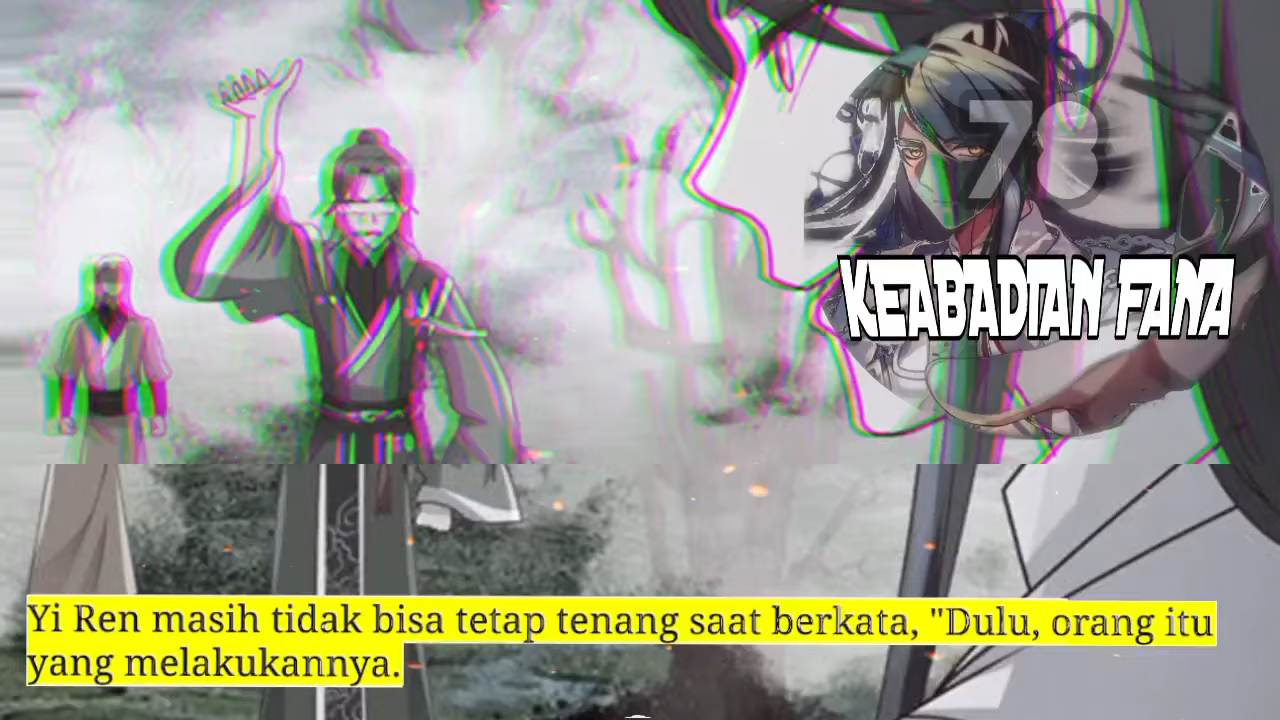 78
KEABADIAN FANA
Yi Ren masih tidak bisa tetap tenang saat berkata, "Dulu, orang itu
yang melakukannya.